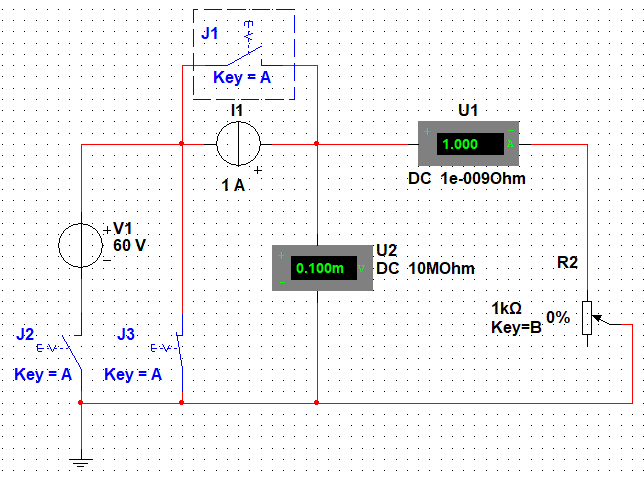 J1
Key = A
I1
1 A
U1
+
-
1.000
A
DC 1e-009Ohm
+
V1
60 V
-
+
U2
0.100m
V
DC 10MOhm
-
R2
1kΩ
0%
Key=B
J2
Key = A
J3
Key = A
+